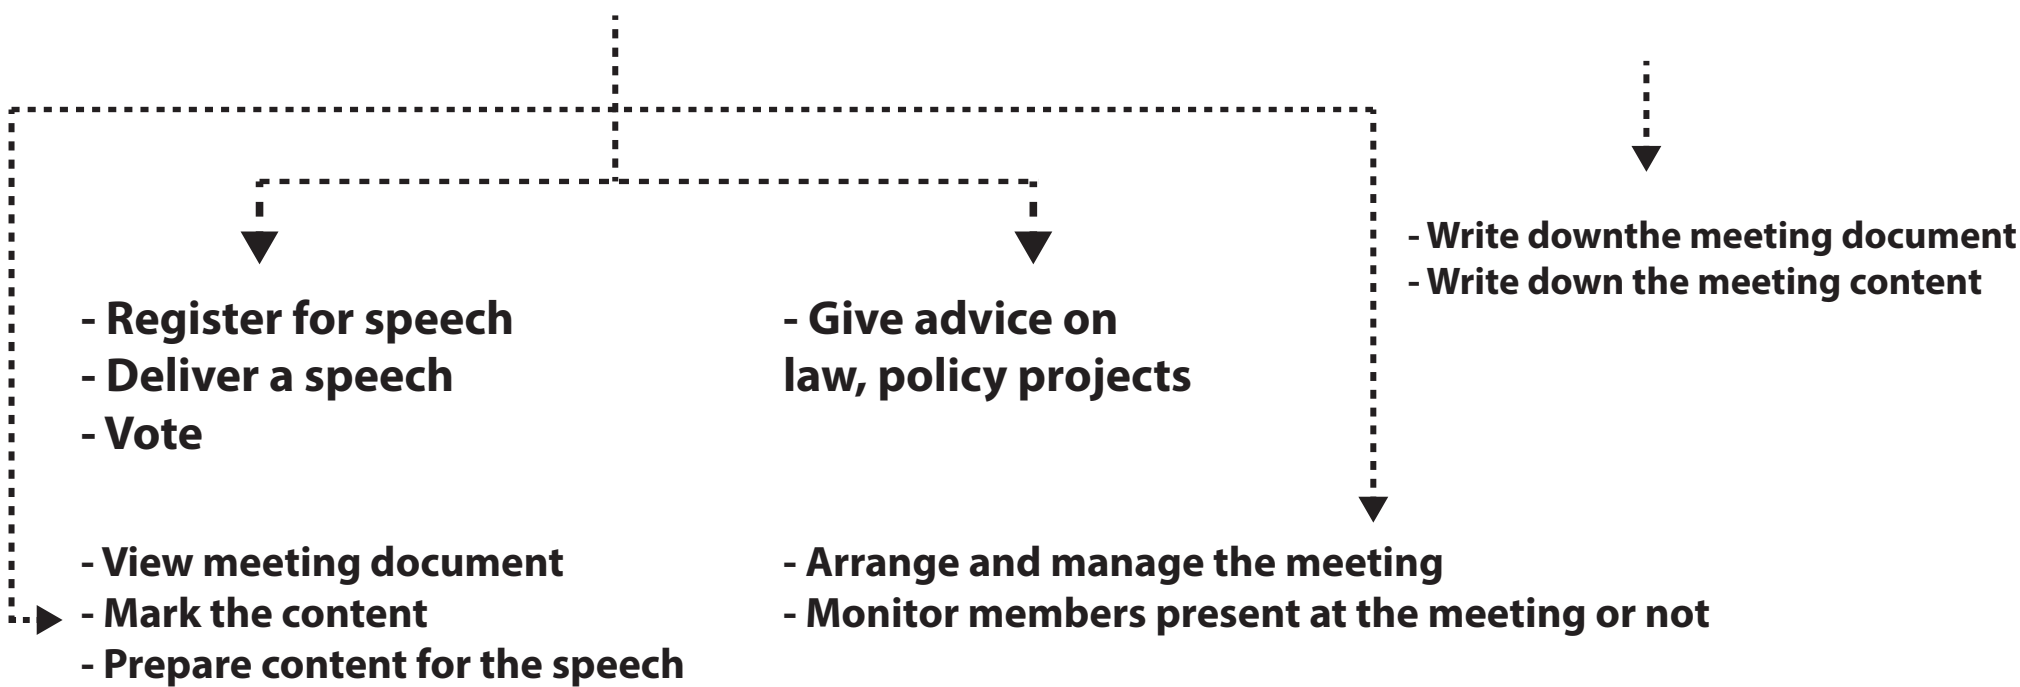 - Write downthe meeting document
- Write down the meeting content
- Register for speech
- Deliver a speech
- Vote
- Give advice on
law, policy projects
- View meeting document
- Mark the content
- Prepare content for the speech
- Arrange and manage the meeting
- Monitor members present at the meeting or not